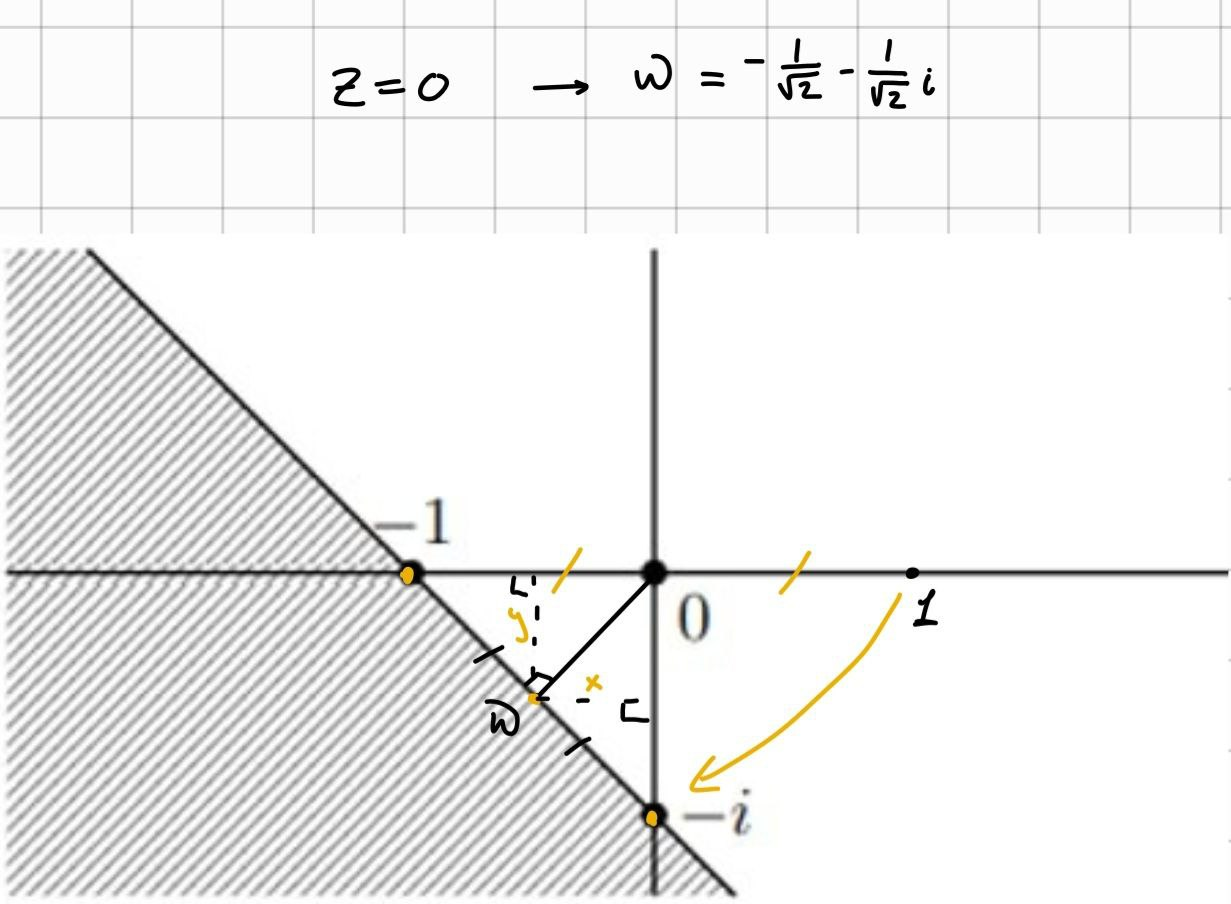 z = 0 → w = -1/√2 - 1/√2 i
-1
0
1
y
x
w
-i